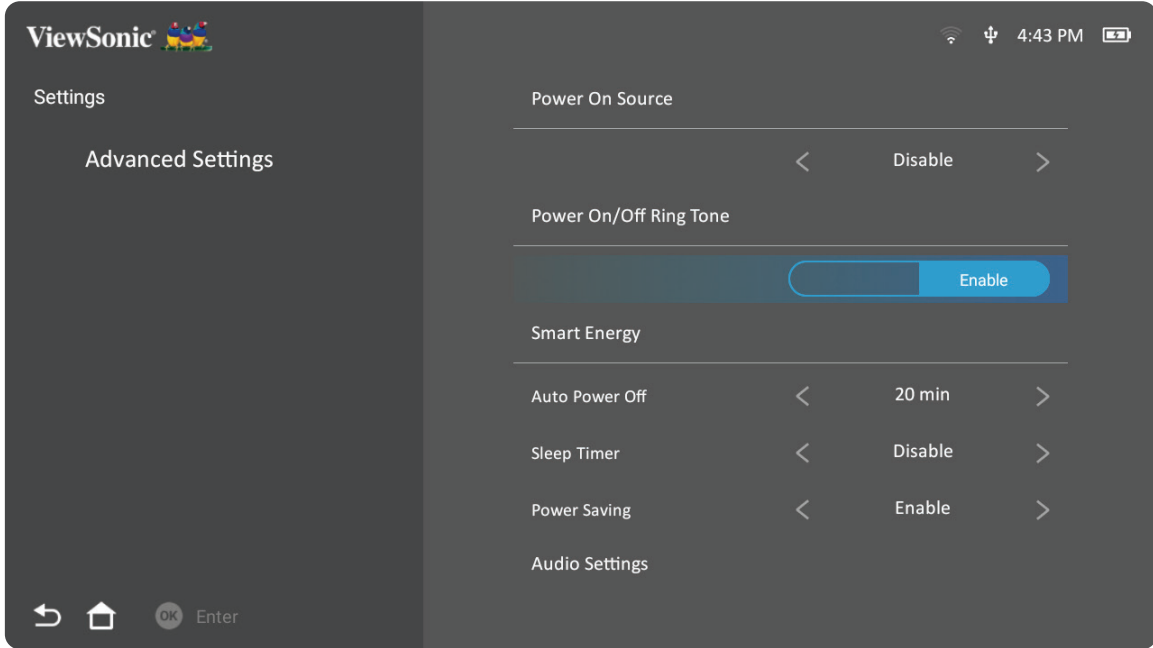 ViewSonic
4:43 PM
Settings
Advanced Settings
Power On Source
Disable
Power On/Off Ring Tone
Enable
Smart Energy
Auto Power Off 20 min
Sleep Timer Disable
Power Saving Enable
Audio Settings
OK Enter